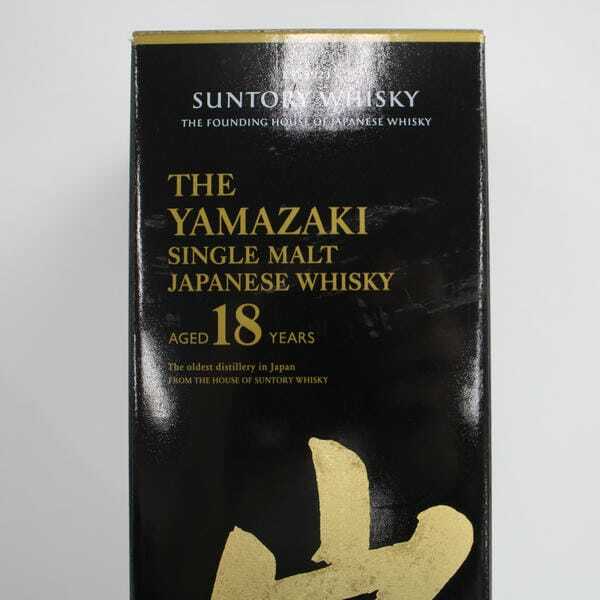 SUNTORY WHISKY
THE FOUNDING HOUSE OF JAPANESE WHISKY
THE
YAMAZAKI
SINGLE MALT
JAPANESE WHISKY
AGED 18 YEARS
The oldest distillery in Japan
FROM THE HOUSE OF SUNTORY WHISKY